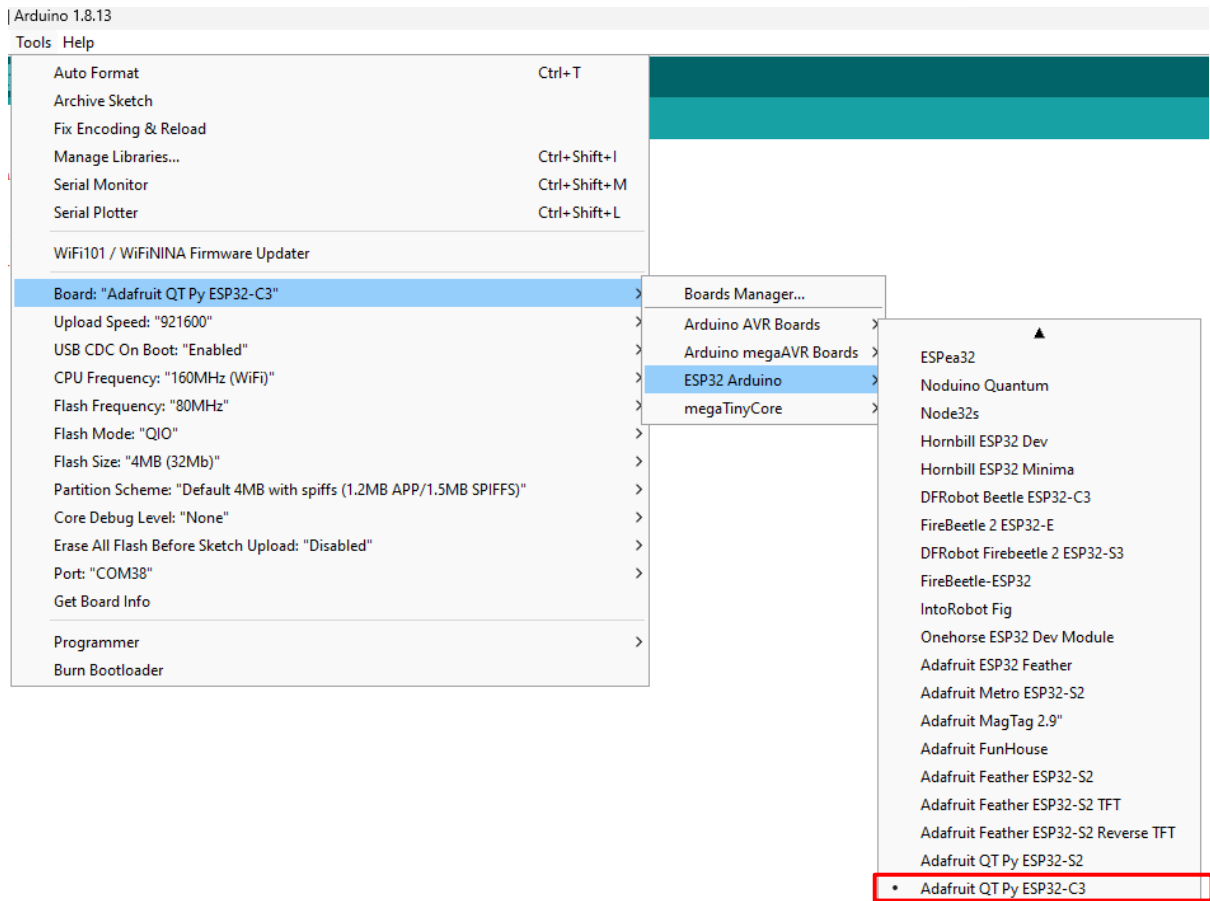 Arduino 1.8.13
Tools Help
Auto Format Ctrl+T
Archive Sketch
Fix Encoding & Reload
Manage Libraries... Ctrl+Shift+I
Serial Monitor Ctrl+Shift+M
Serial Plotter Ctrl+Shift+L
WiFi101 / WiFiNINA Firmware Updater
Board: "Adafruit QT Py ESP32-C3"
Upload Speed: "921600"
USB CDC On Boot: "Enabled"
CPU Frequency: "160MHz (WiFi)"
Flash Frequency: "80MHz"
Flash Mode: "QIO"
Flash Size: "4MB (32Mb)"
Partition Scheme: "Default 4MB with spiffs (1.2MB APP/1.5MB SPIFFS)"
Core Debug Level: "None"
Erase All Flash Before Sketch Upload: "Disabled"
Port: "COM38"
Get Board Info
Programmer
Burn Bootloader
Boards Manager...
Arduino AVR Boards
Arduino megaAVR Boards
ESP32 Arduino
megaTinyCore
ESPea32
Noduino Quantum
Node32s
Hornbill ESP32 Dev
Hornbill ESP32 Minima
DFRobot Beetle ESP32-C3
FireBeetle 2 ESP32-E
DFRobot Firebeetle 2 ESP32-S3
FireBeetle-ESP32
IntoRobot Fig
Onehorse ESP32 Dev Module
Adafruit ESP32 Feather
Adafruit Metro ESP32-S2
Adafruit MagTag 2.9"
Adafruit FunHouse
Adafruit Feather ESP32-S2
Adafruit Feather ESP32-S2 TFT
Adafruit Feather ESP32-S2 Reverse TFT
Adafruit QT Py ESP32-S2
Adafruit QT Py ESP32-C3